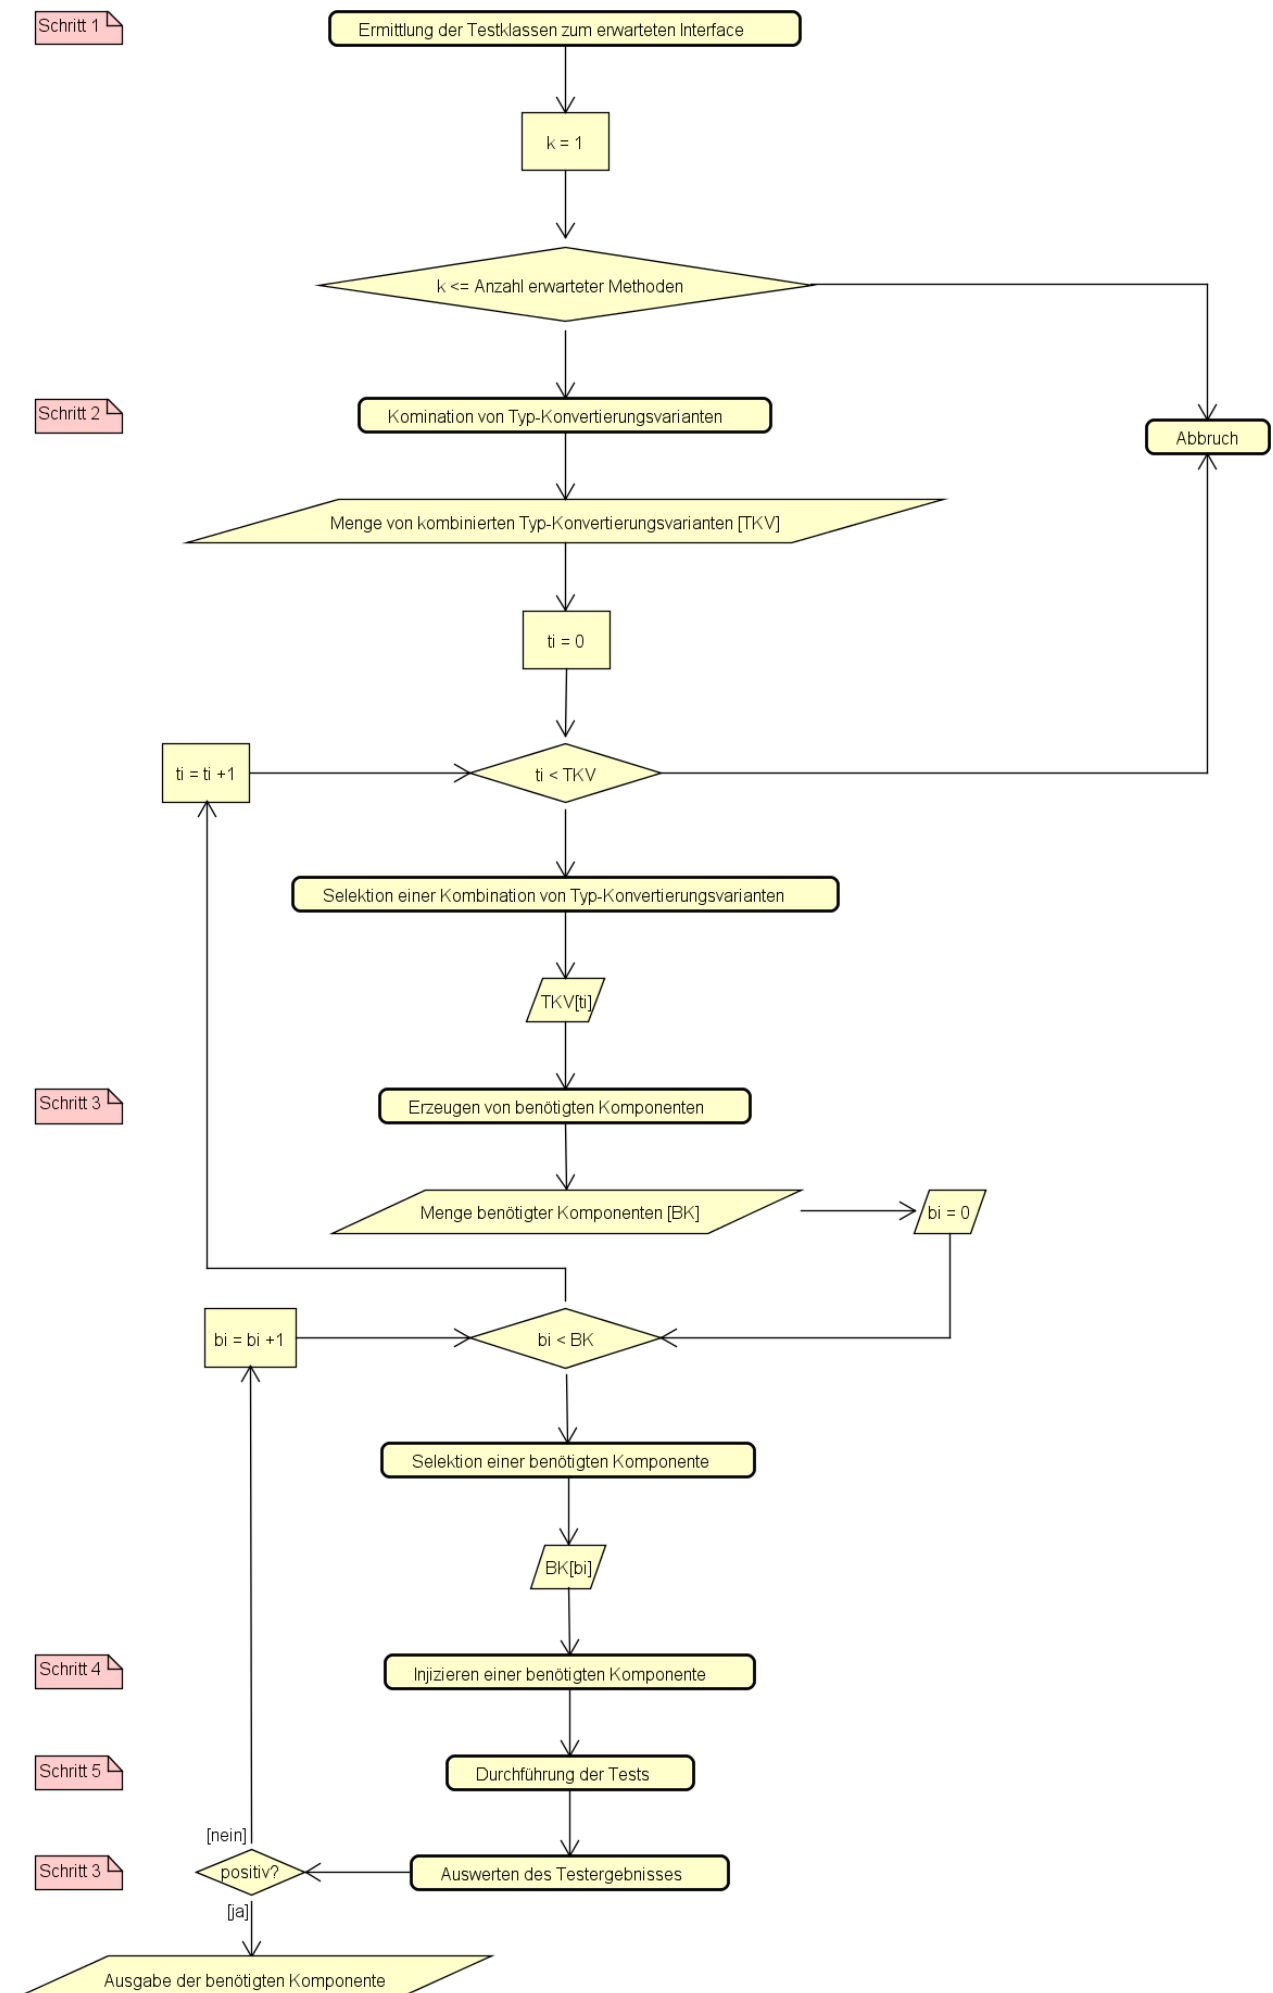 Schritt 1
Ermittlung der Testklassen zum erwarteten Interface
k = 1
k <= Anzahl erwarteter Methoden
Schritt 2
Komination von Typ-Konvertierungsvarianten
Abbruch
Menge von kombinierten Typ-Konvertierungsvarianten [TKV]
ti = 0
ti = ti +1
ti < TKV
Selektion einer Kombination von Typ-Konvertierungsvarianten
TKV[ti]
Schritt 3
Erzeugen von benötigten Komponenten
Menge benötigter Komponenten [BK]
bi = 0
bi = bi +1
bi < BK
Selektion einer benötigten Komponente
BK[bi]
Schritt 4
Injizieren einer benötigten Komponente
Schritt 5
Durchführung der Tests
[nein]
Schritt 3
positiv?
Auswerten des Testergebnisses
[ja]
Ausgabe der benötigten Komponente